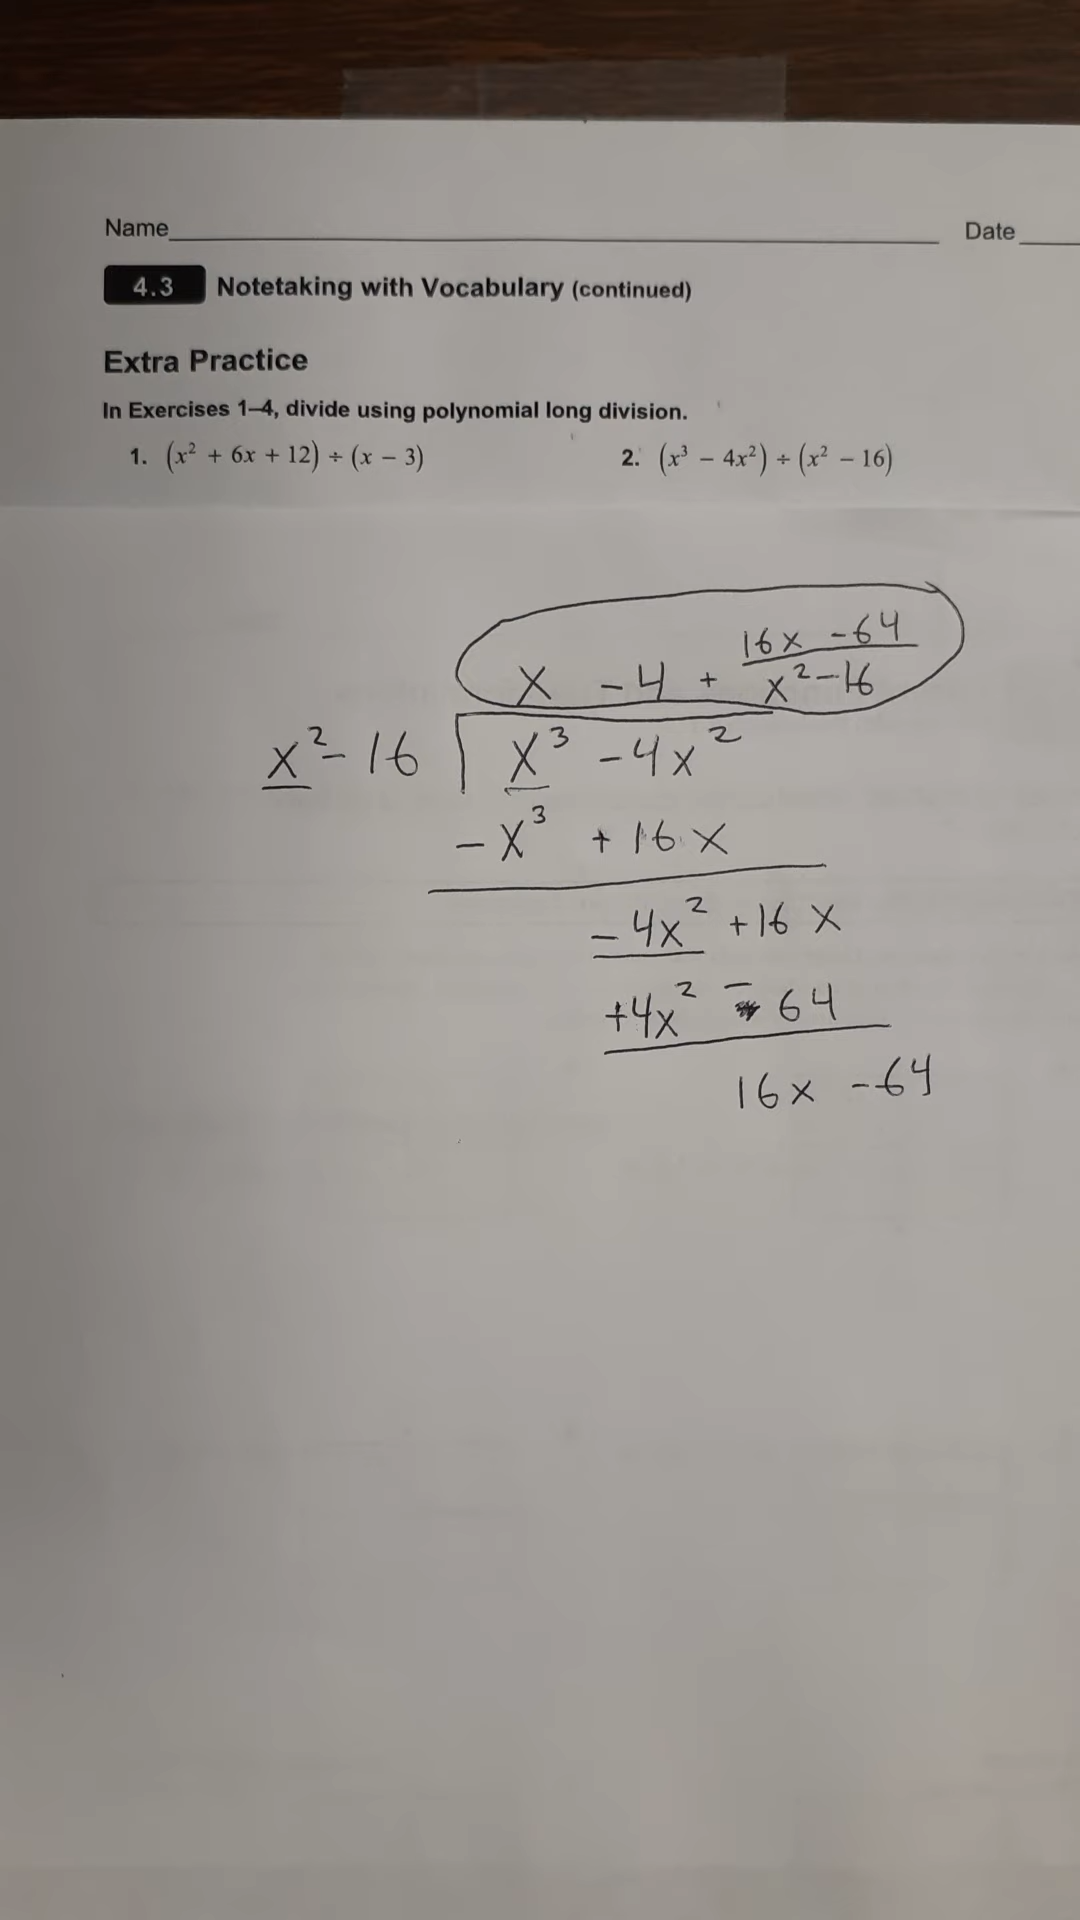 Name Date
4.3 Notetaking with Vocabulary (continued)
Extra Practice
In Exercises 1–4, divide using polynomial long division.
1. (x² + 6x + 12) ÷ (x − 3) 2. (x³ − 4x²) ÷ (x² − 16)
16x -64
x -4 + x²-16
x²-16 x³ -4x²
-x³ +16x
-4x² +16x
+4x² -64
16x -64